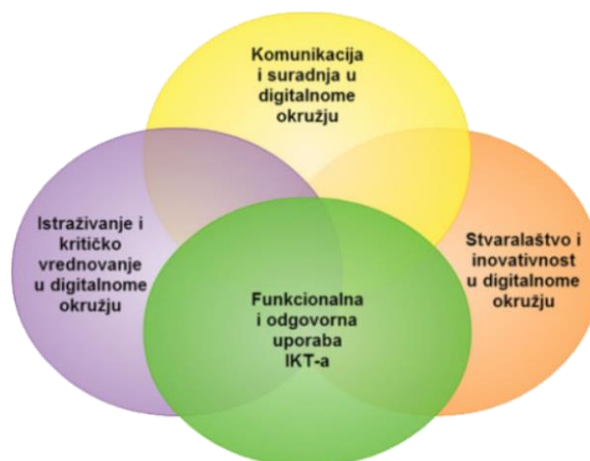 Komunikacija
i suradnja u
digitalnome
okružju
Istraživanje i
kritičko
vrednovanje
u digitalnome
okružju
Stvaralaštvo i
inovativnost
u digitalnome
okružju
Funkcionalna
i odgovorna
uporaba
IKT-a